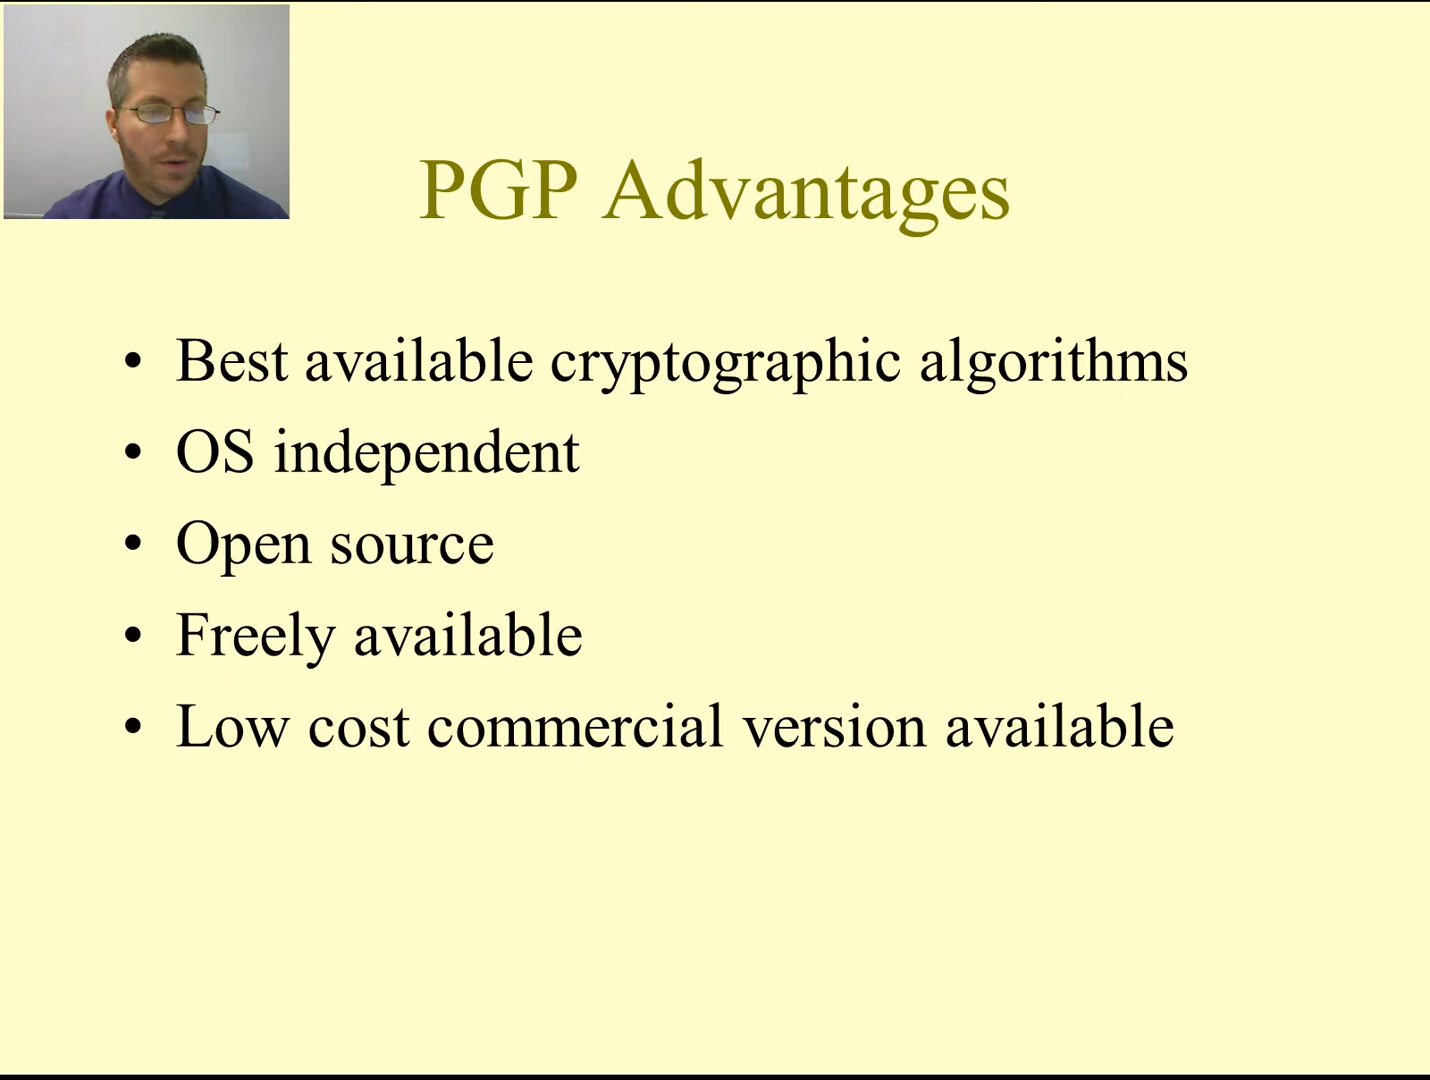 PGP Advantages
• Best available cryptographic algorithms
• OS independent
• Open source
• Freely available
• Low cost commercial version available